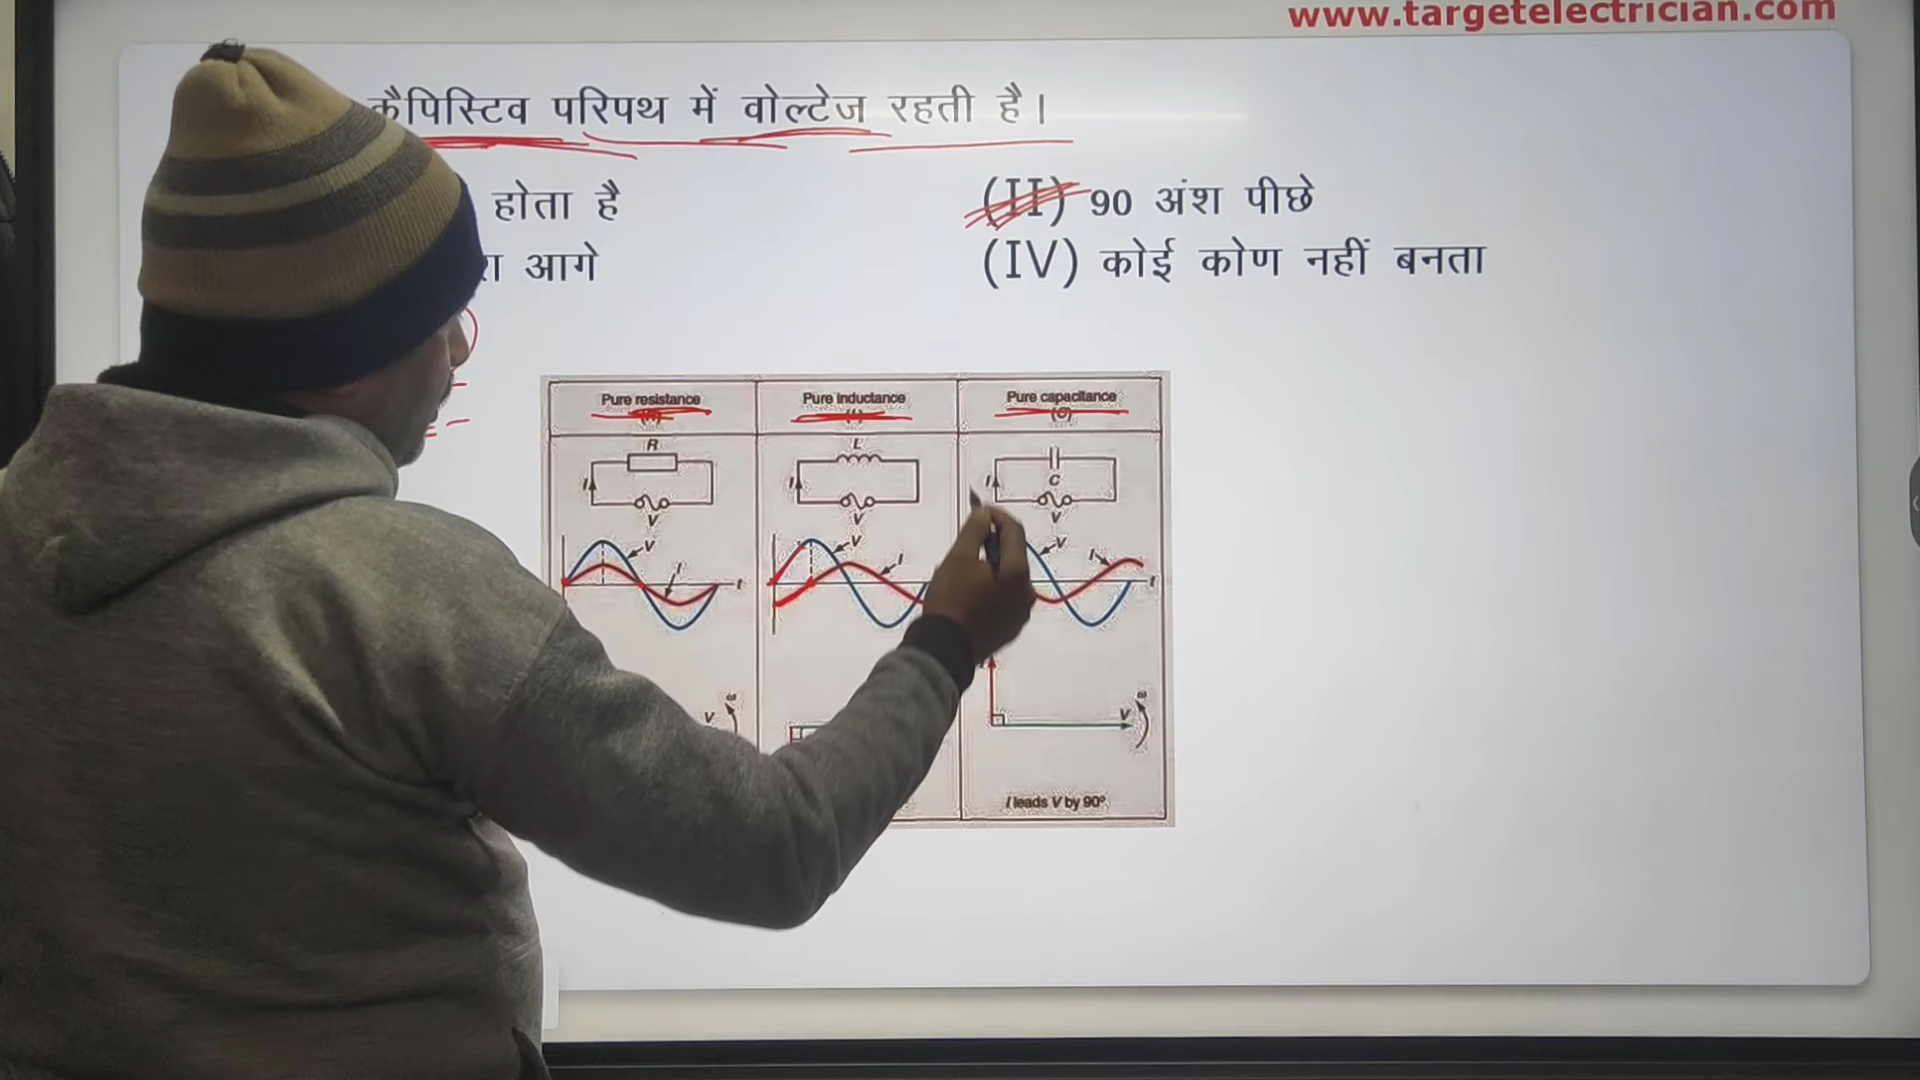 www.targetelectrician.com
कैपिस्टिव परिपथ में वोल्टेज रहती है।
होता है
(II) 90 अंश पीछे
आगे
(IV) कोई कोण नहीं बनता
Pure resistance
Pure inductance
Pure capacitance
(C)
R
L
I
I
I
C
V
V
V
V
V
V
I
I
I
t
t
V
ω
V
ω
I leads V by 90°